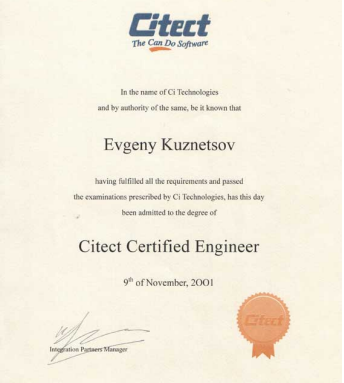 Citect
The Can Do Software
In the name of Ci Technologies
and by authority of the same, be it known that
Evgeny Kuznetsov
having fulfilled all the requirements and passed
the examinations prescribed by Ci Technologies, has this day
been admitted to the degree of
Citect Certified Engineer
9th of November, 2OO1
Citect
Integration Partners Manager